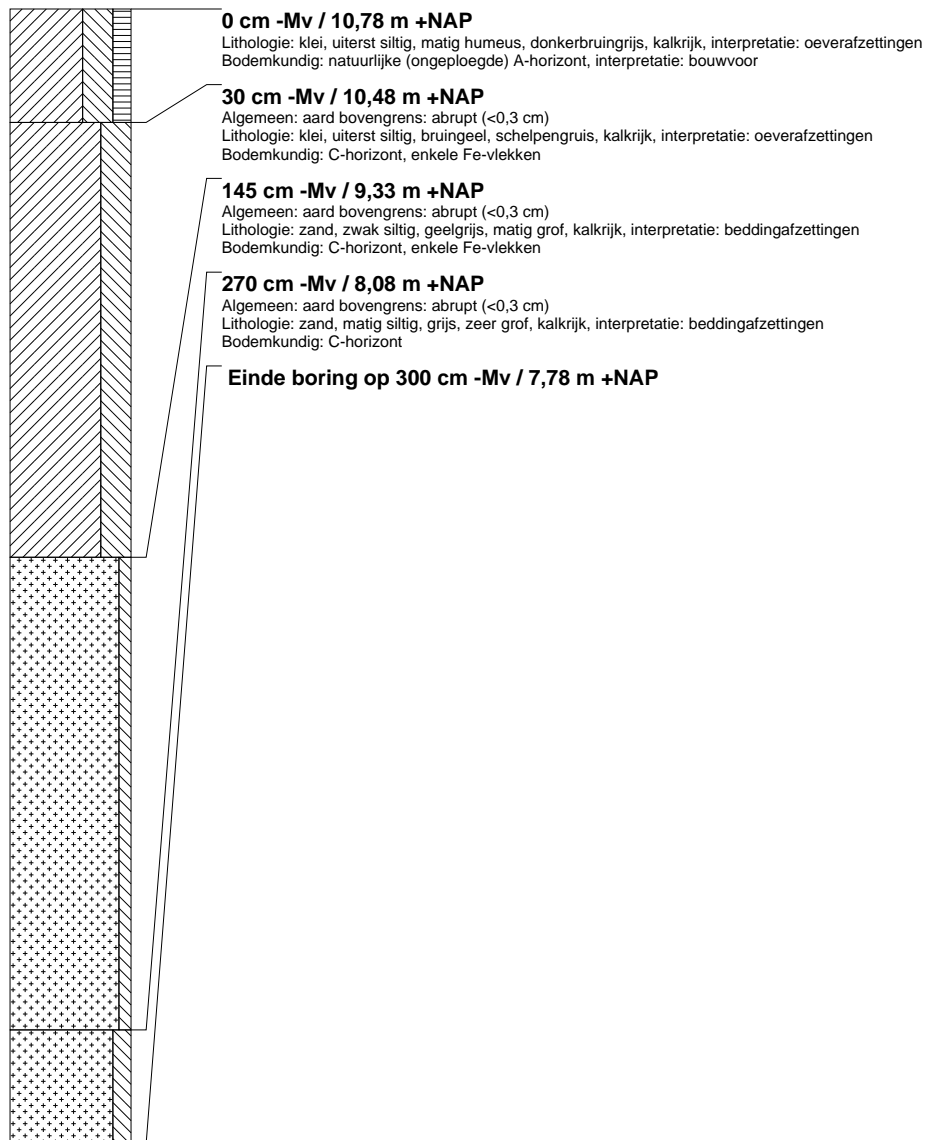 0 cm -Mv / 10,78 m +NAP
Lithologie: klei, uiterst siltig, matig humeus, donkerbruingrijs, kalkrijk, interpretatie: oeverafzettingen
Bodemkundig: natuurlijke (ongeploegde) A-horizont, interpretatie: bouwvoor
30 cm -Mv / 10,48 m +NAP
Algemeen: aard bovengrens: abrupt (<0,3 cm)
Lithologie: klei, uiterst siltig, bruingeel, schelpengruis, kalkrijk, interpretatie: oeverafzettingen
Bodemkundig: C-horizont, enkele Fe-vlekken
145 cm -Mv / 9,33 m +NAP
Algemeen: aard bovengrens: abrupt (<0,3 cm)
Lithologie: zand, zwak siltig, geelgrijs, matig grof, kalkrijk, interpretatie: beddingafzettingen
Bodemkundig: C-horizont, enkele Fe-vlekken
270 cm -Mv / 8,08 m +NAP
Algemeen: aard bovengrens: abrupt (<0,3 cm)
Lithologie: zand, matig siltig, grijs, zeer grof, kalkrijk, interpretatie: beddingafzettingen
Bodemkundig: C-horizont
Einde boring op 300 cm -Mv / 7,78 m +NAP